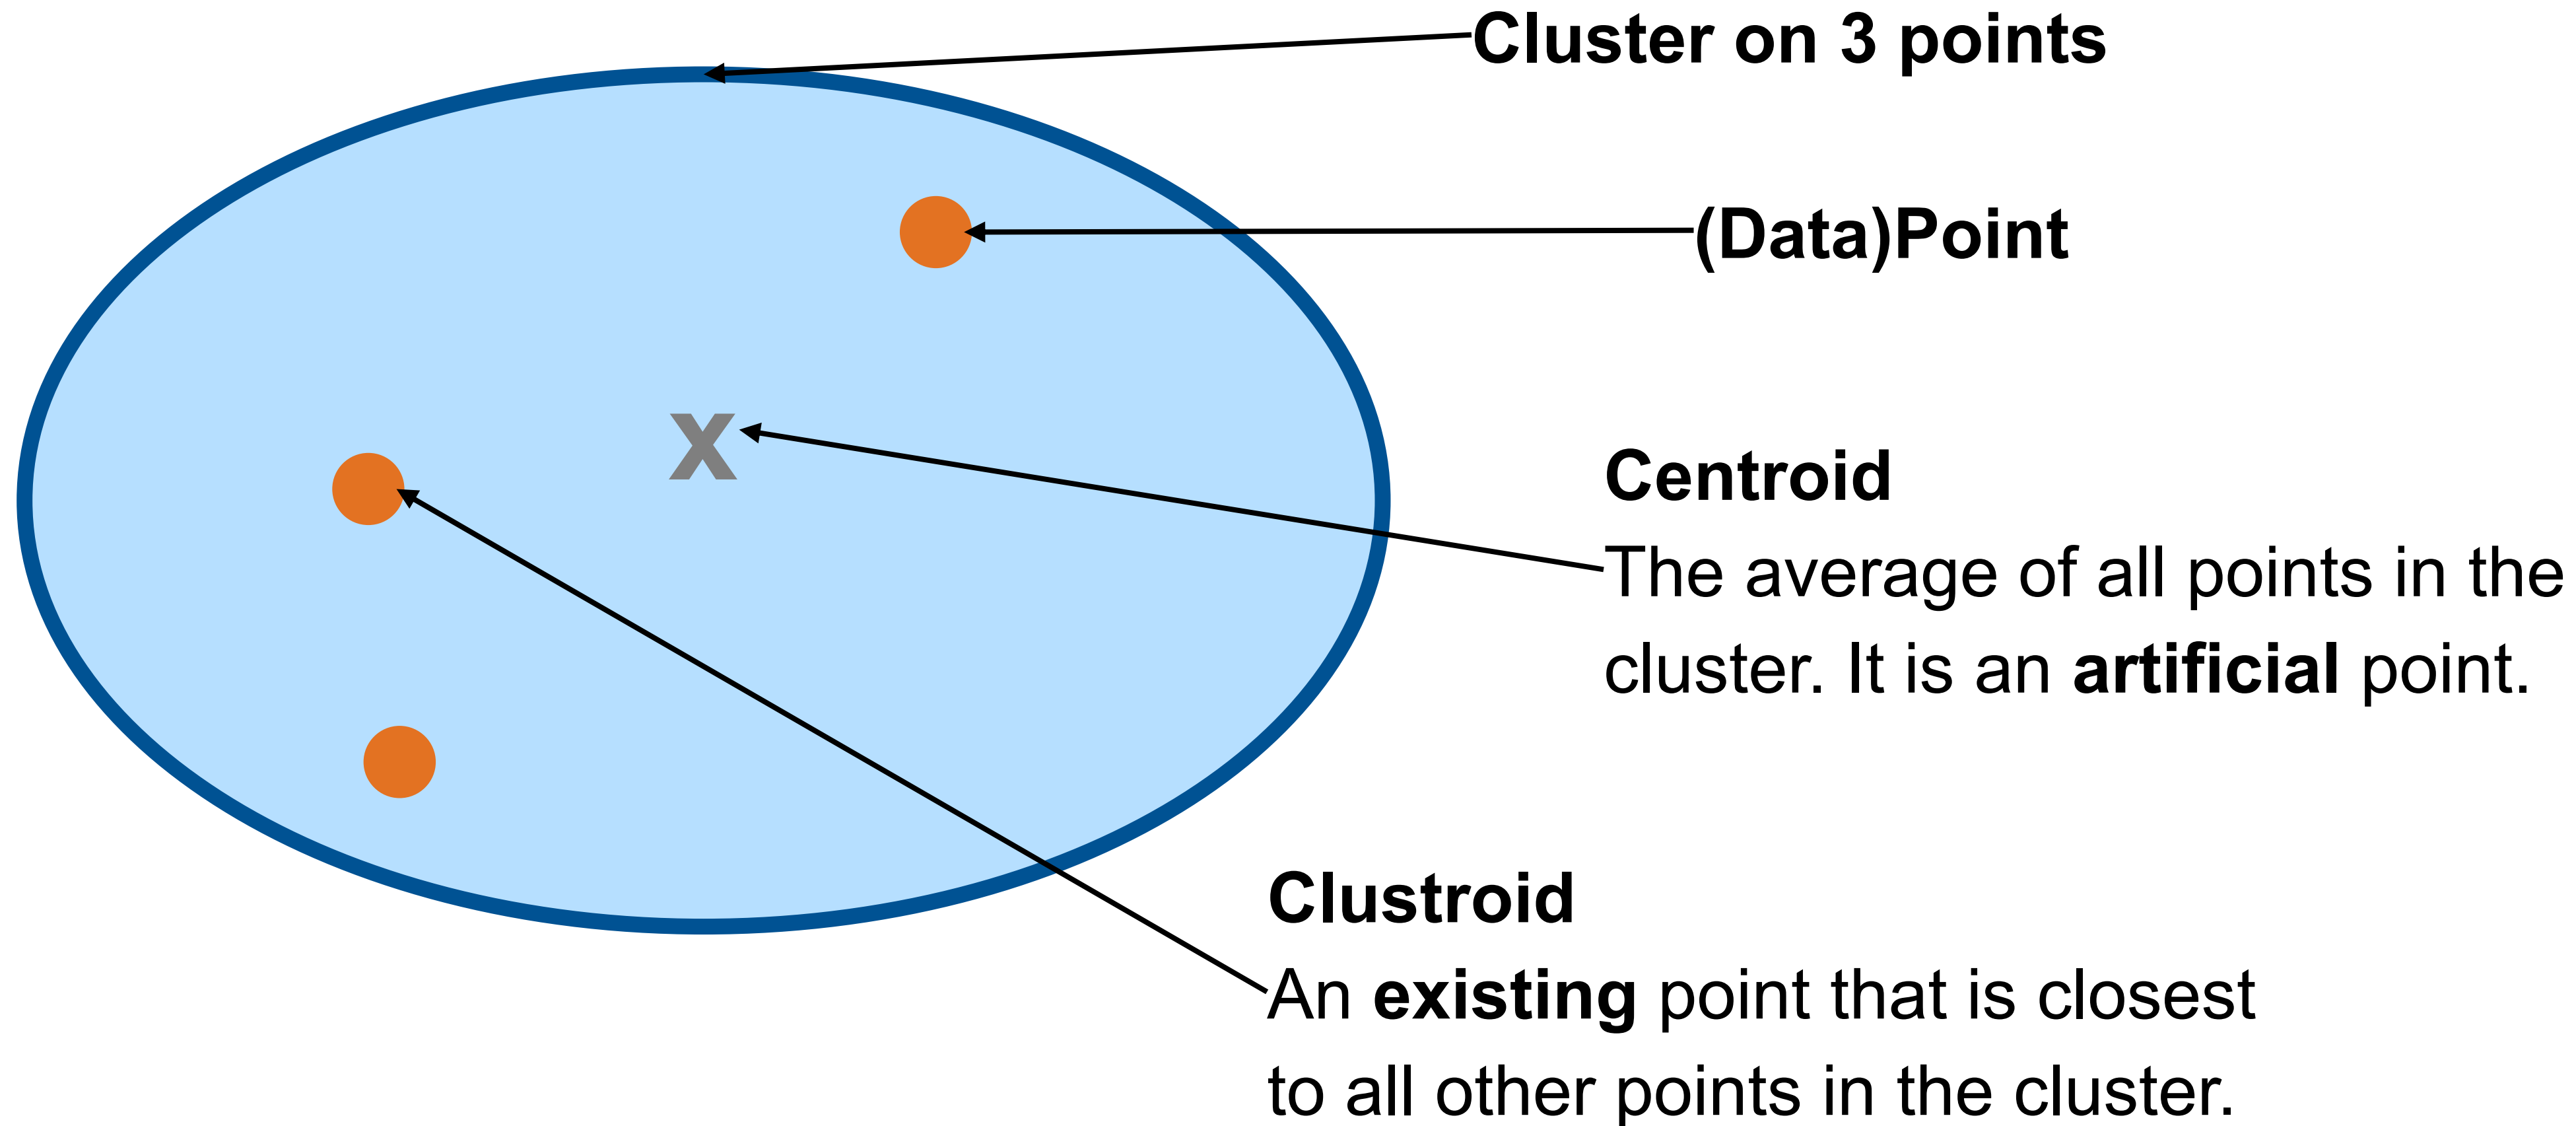 Cluster on 3 points
(Data)Point
x
Centroid
The average of all points in the
cluster. It is an artificial point.
Clustroid
An existing point that is closest
to all other points in the cluster.